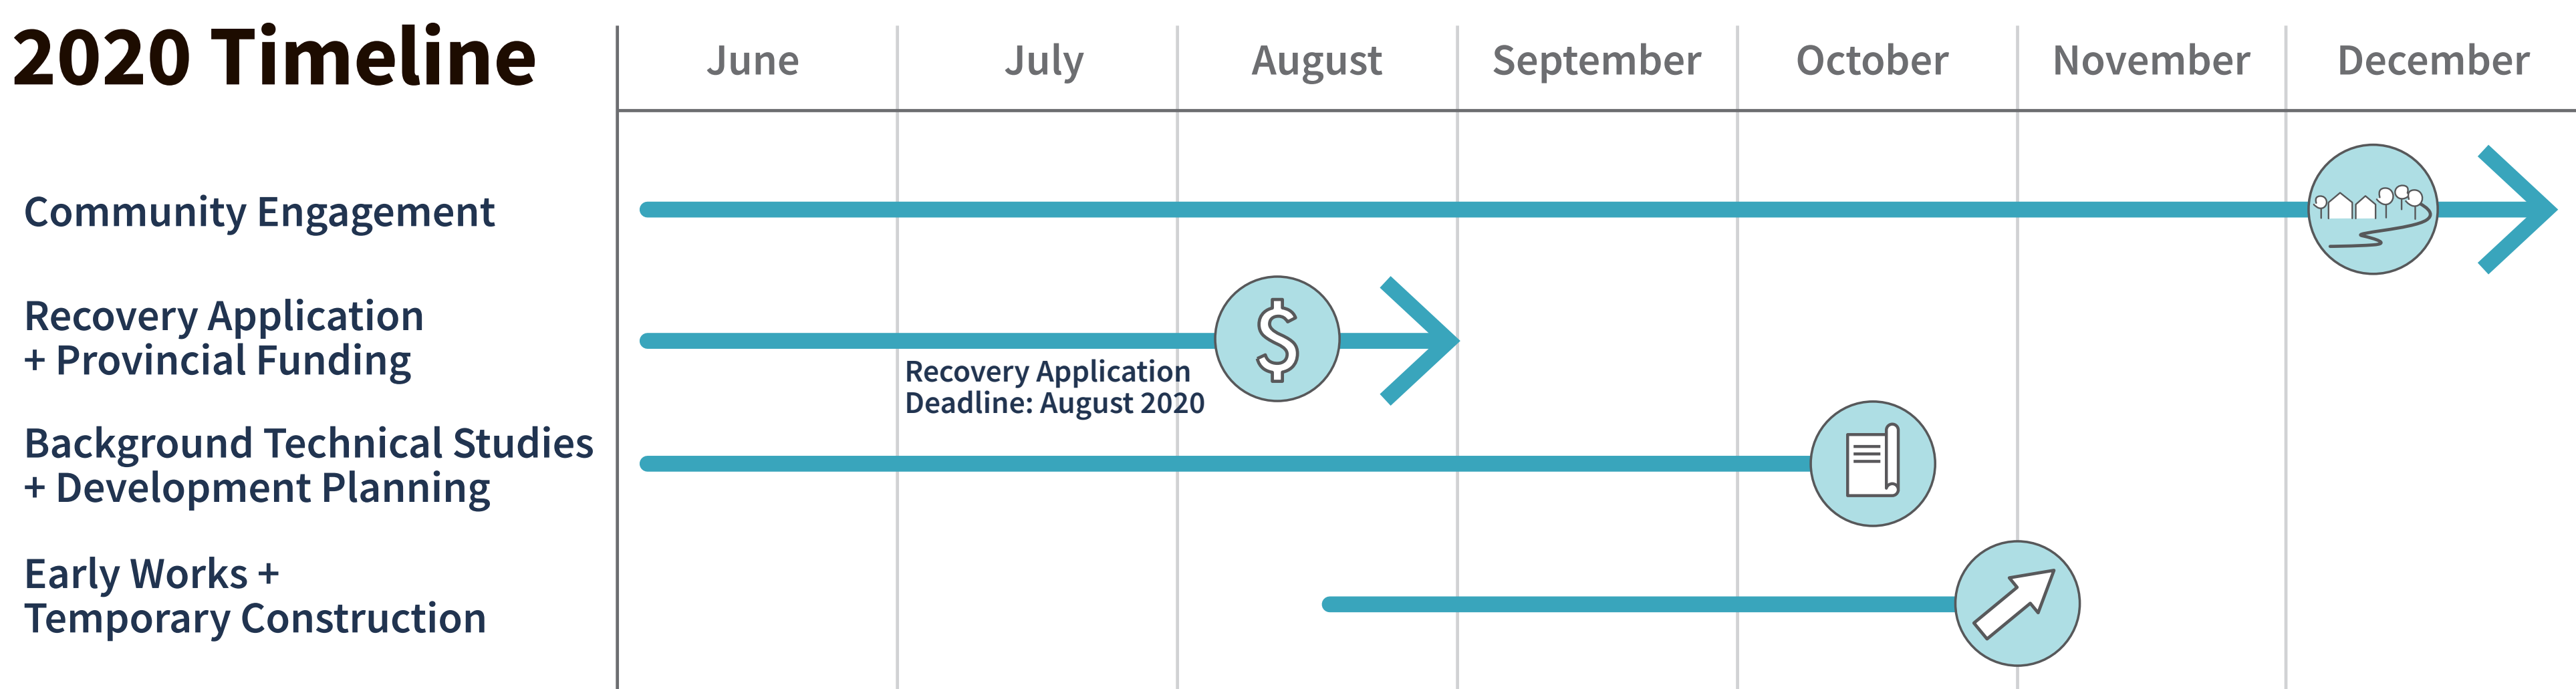 2020 Timeline
June
July
August
September
October
November
December
Community Engagement
Recovery Application
+ Provincial Funding
$
Recovery Application
Deadline: August 2020
Background Technical Studies
+ Development Planning
Early Works +
Temporary Construction